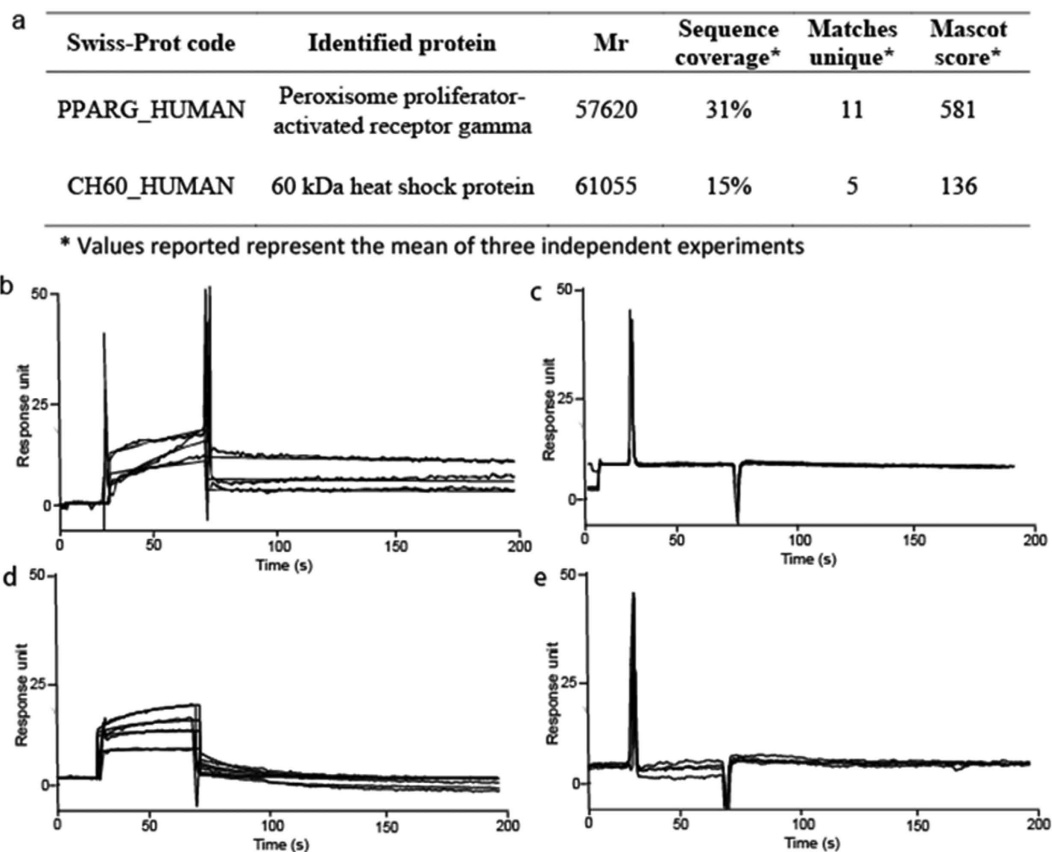 a
Swiss-Prot code Identified protein Mr Sequence coverage* Matches unique* Mascot score*
PPARG_HUMAN Peroxisome proliferator-activated receptor gamma 57620 31% 11 581
CH60_HUMAN 60 kDa heat shock protein 61055 15% 5 136
* Values reported represent the mean of three independent experiments
b
50
25
0
Response unit
0 50 100 150 200
Time (s)
c
50
25
0
Response unit
0 50 100 150 200
Time (s)
d
50
25
0
Response unit
0 50 100 150 200
Time (s)
e
50
25
0
Response unit
0 50 100 150 200
Time (s)